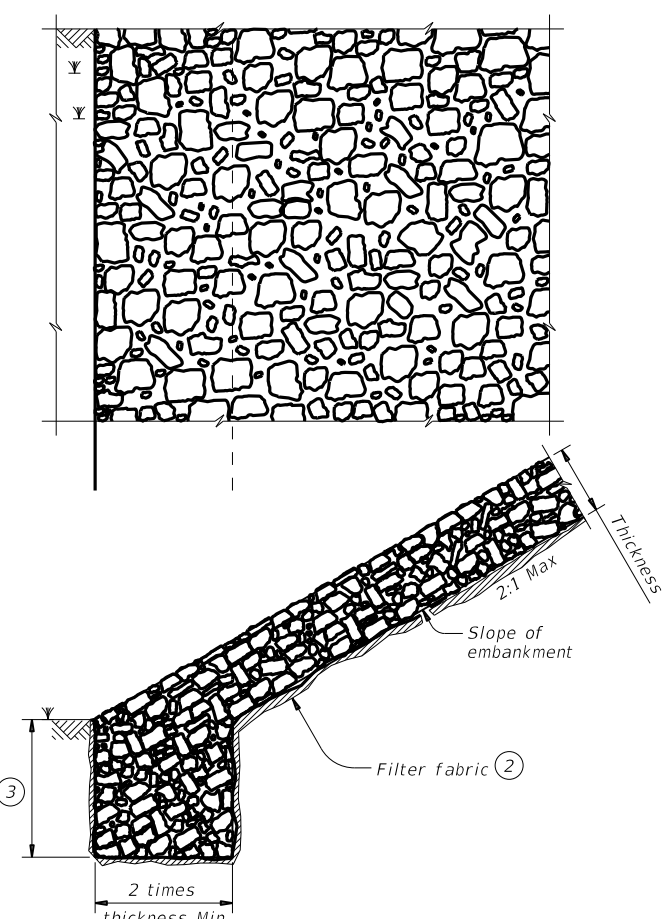 Thickness
2:1 Max
Slope of
embankment
Filter fabric 2
3
2 times
thickness Min